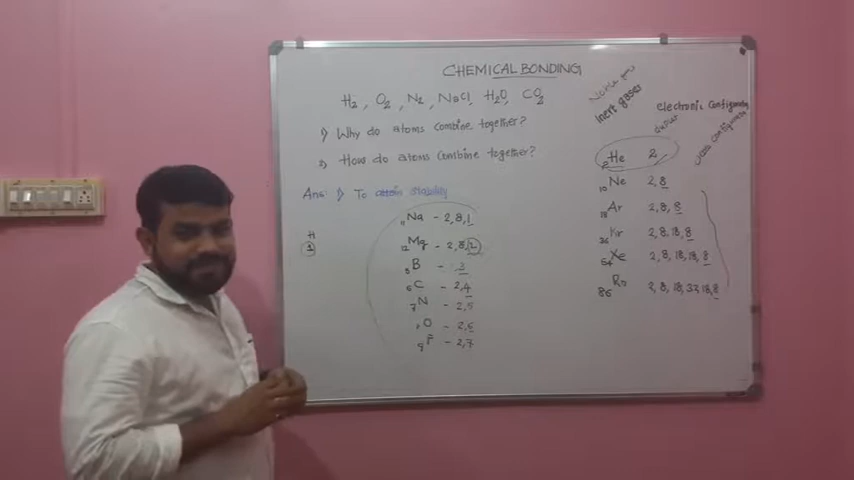 CHEMICAL BONDING
H2, O2, N2, NaCl, H2O, CO2
1) Why do atoms combine together?
2) How do atoms combine together?
Ans: 1) To attain stability
H
1
11Na - 2,8,1
12Mg - 2,8,2
5B - 2,3
6C - 2,4
7N - 2,5
8O - 2,6
9F - 2,7
Noble gas
inert gases
electronic Configuration
duplet
2He 2
10Ne 2,8
18Ar 2,8,8
36Kr 2,8,18,8
54Xe 2,8,18,18,8
86Rn 2,8,18,32,18,8